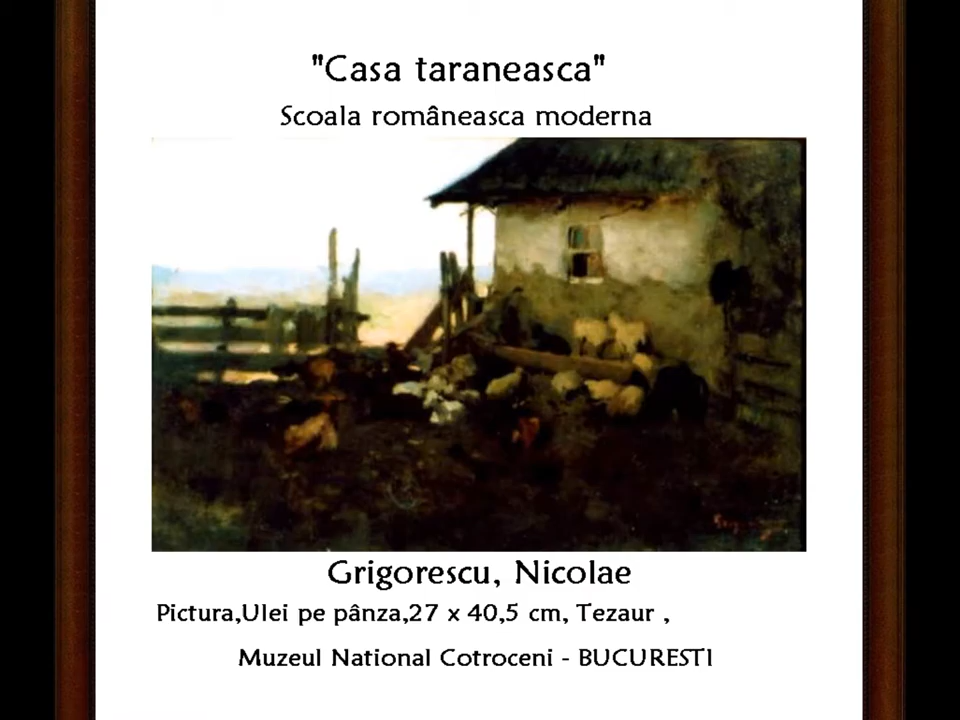 "Casa taraneasca"
Scoala româneasca moderna
Grigorescu, Nicolae
Pictura,Ulei pe pânza,27 x 40,5 cm, Tezaur ,
Muzeul National Cotroceni - BUCURESTI